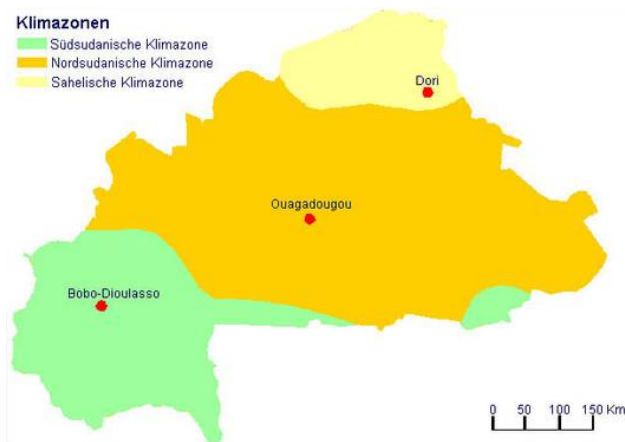 Klimazonen
Südsudanische Klimazone
Nordsudanische Klimazone
Sahelische Klimazone
Dori
Ouagadougou
Bobo-Dioulasso
0 50 100 150 Km